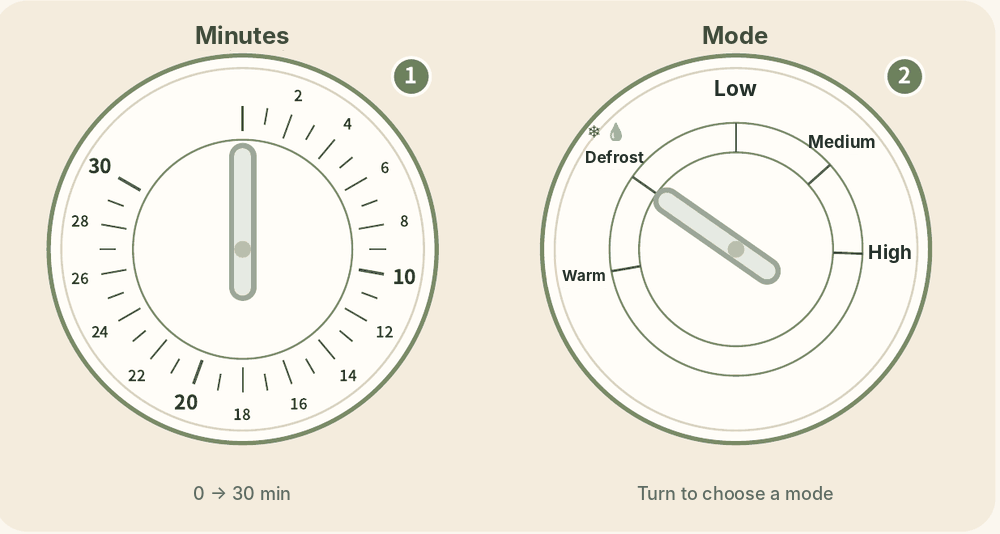 Minutes
1
2
4
6
8
10
12
14
16
18
20
22
24
26
28
30
0 → 30 min
Mode
2
Low
Medium
High
Defrost
Warm
Turn to choose a mode